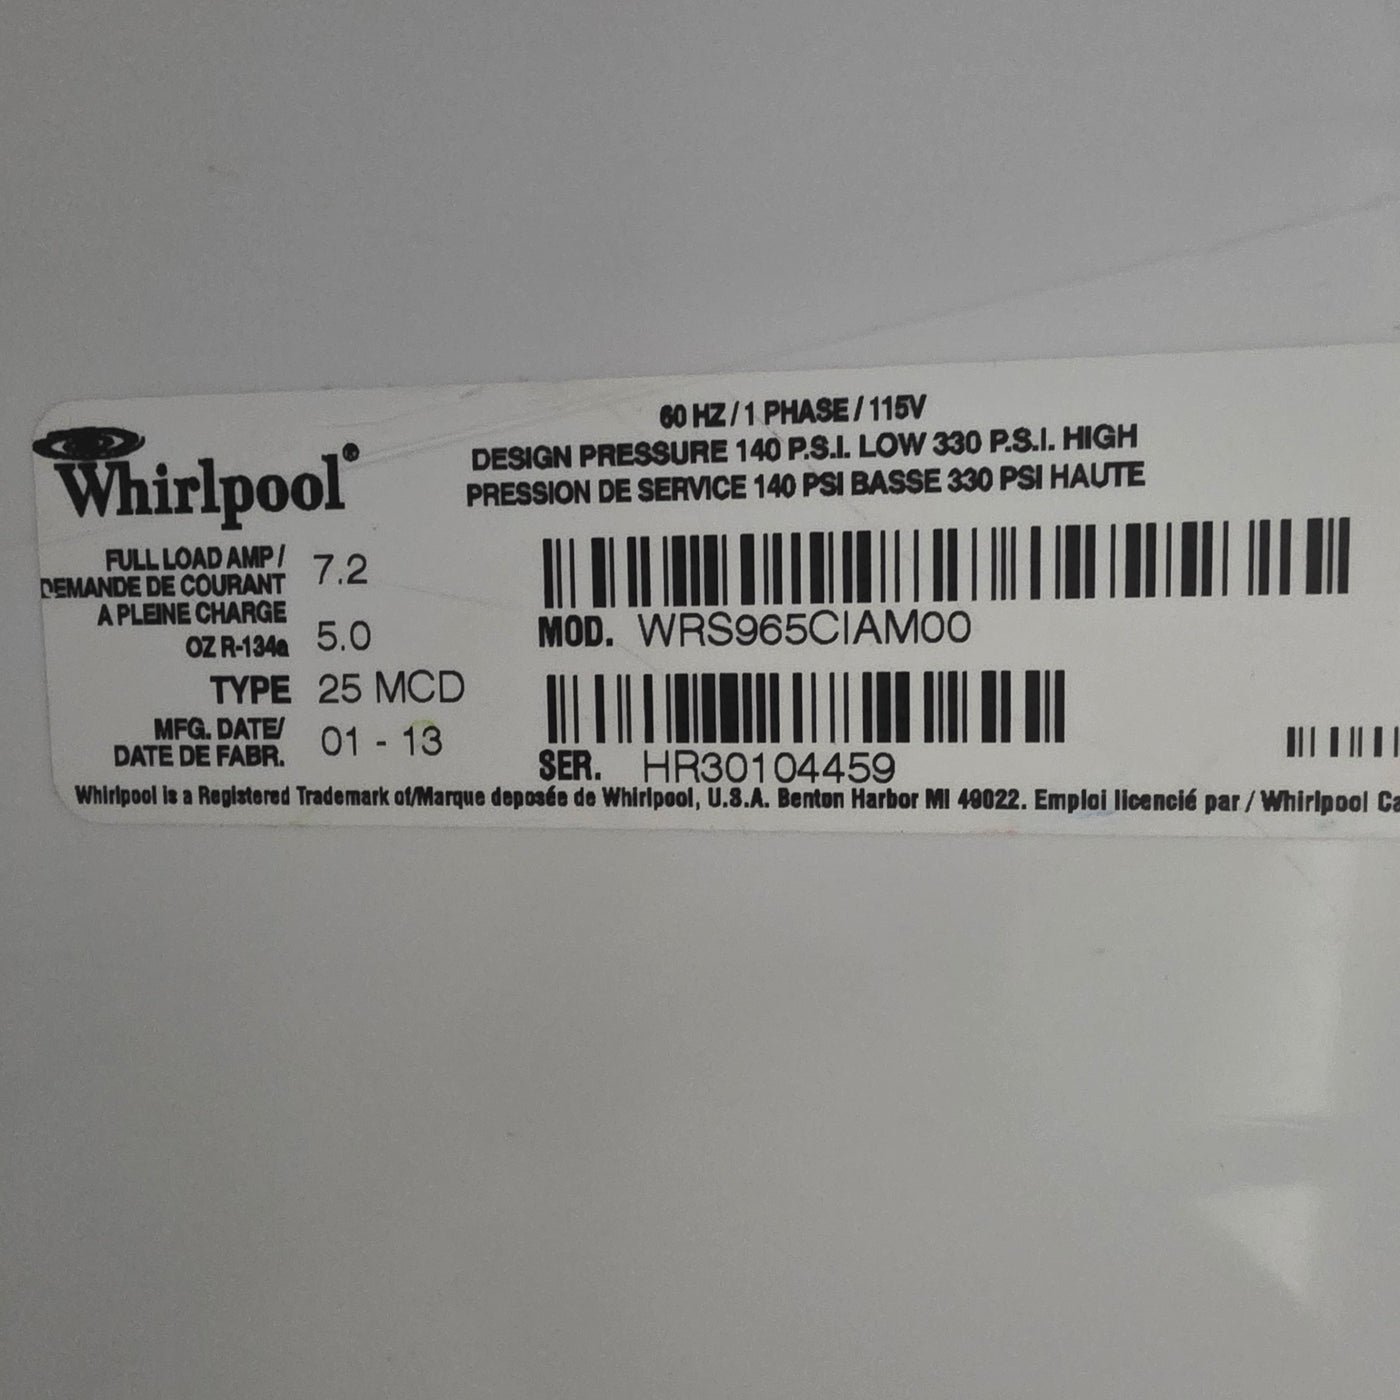 Whirlpool®
60 HZ / 1 PHASE / 115V
DESIGN PRESSURE 140 P.S.I. LOW 330 P.S.I. HIGH
PRESSION DE SERVICE 140 PSI BASSE 330 PSI HAUTE
FULL LOAD AMP /
DEMANDE DE COURANT
A PLEINE CHARGE
7.2
OZ R-134a 5.0
TYPE 25 MCD
MFG. DATE/
DATE DE FABR.
01 - 13
MOD. WRS965CIAM00
SER. HR30104459
Whirlpool is a Registered Trademark of/Marque deposée de Whirlpool, U.S.A. Benton Harbor MI 49022. Emploi licencié par / Whirlpool Ca